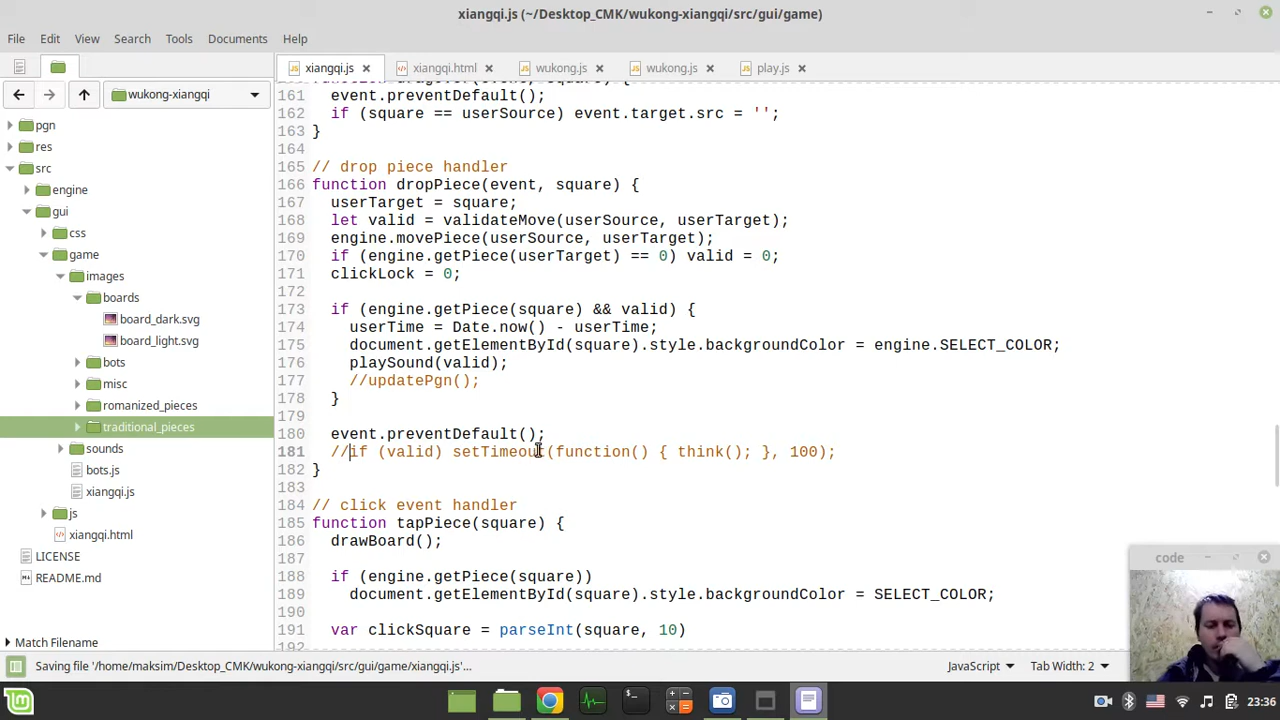 xiangqi.js (~/Desktop_CMK/wukong-xiangqi/src/gui/game)
File Edit View Search Tools Documents Help
xiangqi.js xiangqi.html wukong.js wukong.js play.js
wukong-xiangqi
pgn
res
src
engine
gui
css
game
images
boards
board_dark.svg
board_light.svg
bots
misc
romanized_pieces
traditional_pieces
sounds
bots.js
xiangqi.js
js
xiangqi.html
LICENSE
README.md
Match Filename
161 event.preventDefault();
162 if (square == userSource) event.target.src = '';
163 }
164
165 // drop piece handler
166 function dropPiece(event, square) {
167 userTarget = square;
168 let valid = validateMove(userSource, userTarget);
169 engine.movePiece(userSource, userTarget);
170 if (engine.getPiece(userTarget) == 0) valid = 0;
171 clickLock = 0;
172
173 if (engine.getPiece(square) && valid) {
174 userTime = Date.now() - userTime;
175 document.getElementById(square).style.backgroundColor = engine.SELECT_COLOR;
176 playSound(valid);
177 //updatePgn();
178 }
179
180 event.preventDefault();
181 //if (valid) setTimeout(function() { think(); }, 100);
182 }
183
184 // click event handler
185 function tapPiece(square) {
186 drawBoard();
187
188 if (engine.getPiece(square))
189 document.getElementById(square).style.backgroundColor = SELECT_COLOR;
190
191 var clickSquare = parseInt(square, 10)
code
Saving file '/home/maksim/Desktop_CMK/wukong-xiangqi/src/gui/game/xiangqi.js'...
JavaScript Tab Width: 2
23:36